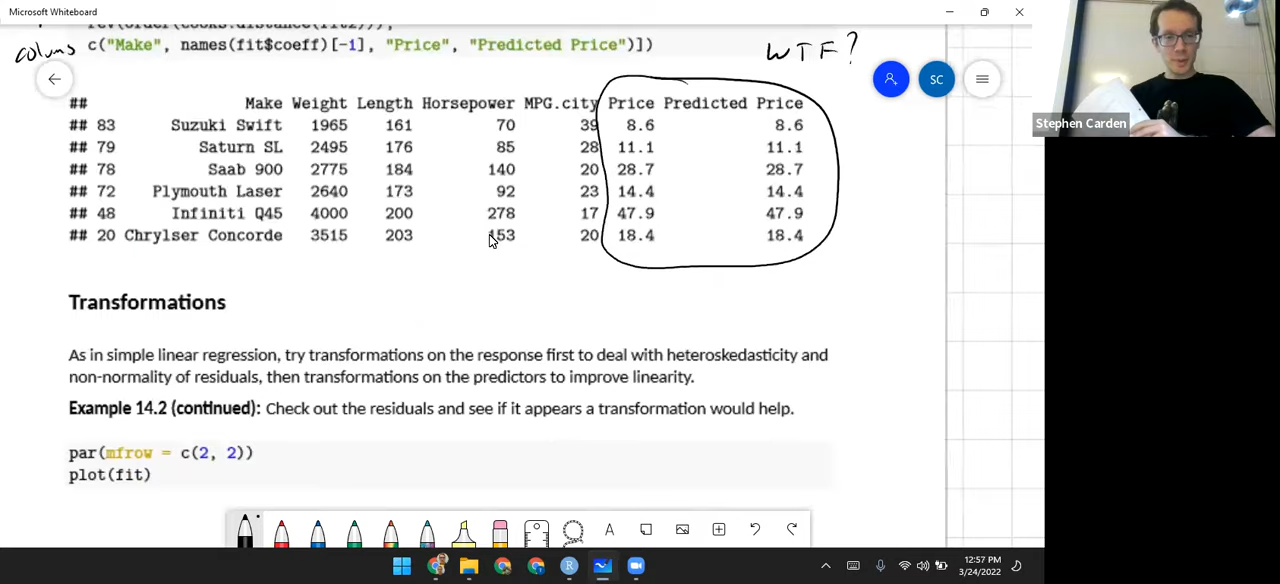 Microsoft Whiteboard
rev(order(cooks.distance(fit2))),
colums c("Make", names(fit$coeff)[-1], "Price", "Predicted Price")])
WTF?
SC
## Make Weight Length Horsepower MPG.city Price Predicted Price
## 83 Suzuki Swift 1965 161 70 39 8.6 8.6
## 79 Saturn SL 2495 176 85 28 11.1 11.1
## 78 Saab 900 2775 184 140 20 28.7 28.7
## 72 Plymouth Laser 2640 173 92 23 14.4 14.4
## 48 Infiniti Q45 4000 200 278 17 47.9 47.9
## 20 Chrylser Concorde 3515 203 153 20 18.4 18.4
Stephen Carden
Transformations
As in simple linear regression, try transformations on the response first to deal with heteroskedasticity and
non-normality of residuals, then transformations on the predictors to improve linearity.
Example 14.2 (continued): Check out the residuals and see if it appears a transformation would help.
par(mfrow = c(2, 2))
plot(fit)
A
R
12:57 PM
3/24/2022